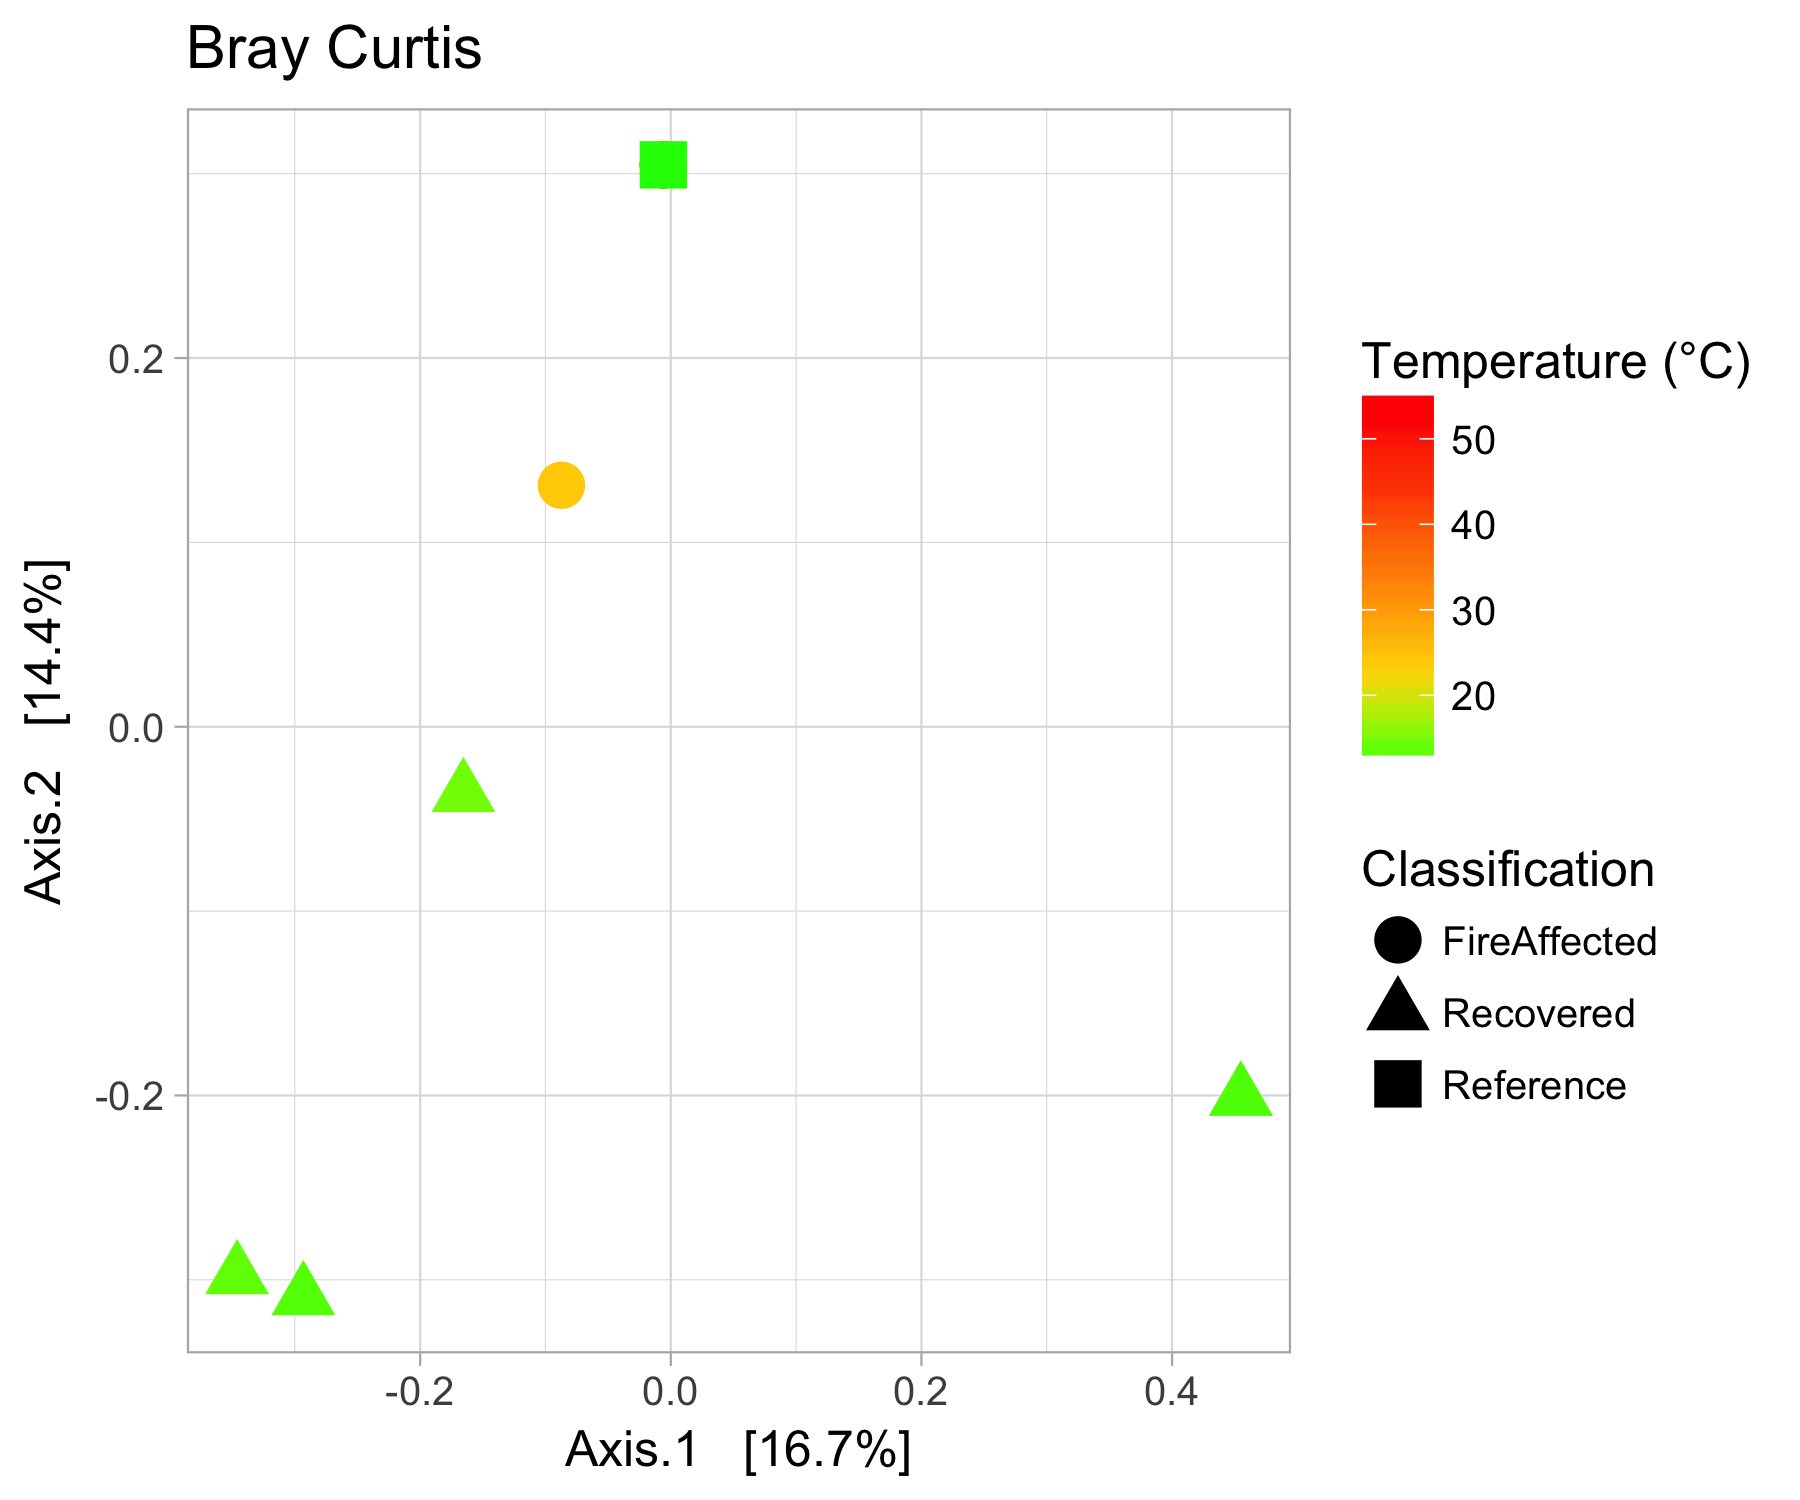 Bray Curtis
0.2
0.0
-0.2
Axis.2 [14.4%]
-0.2 0.0 0.2 0.4
Axis.1 [16.7%]
Temperature (°C)
50
40
30
20
Classification
FireAffected
Recovered
Reference